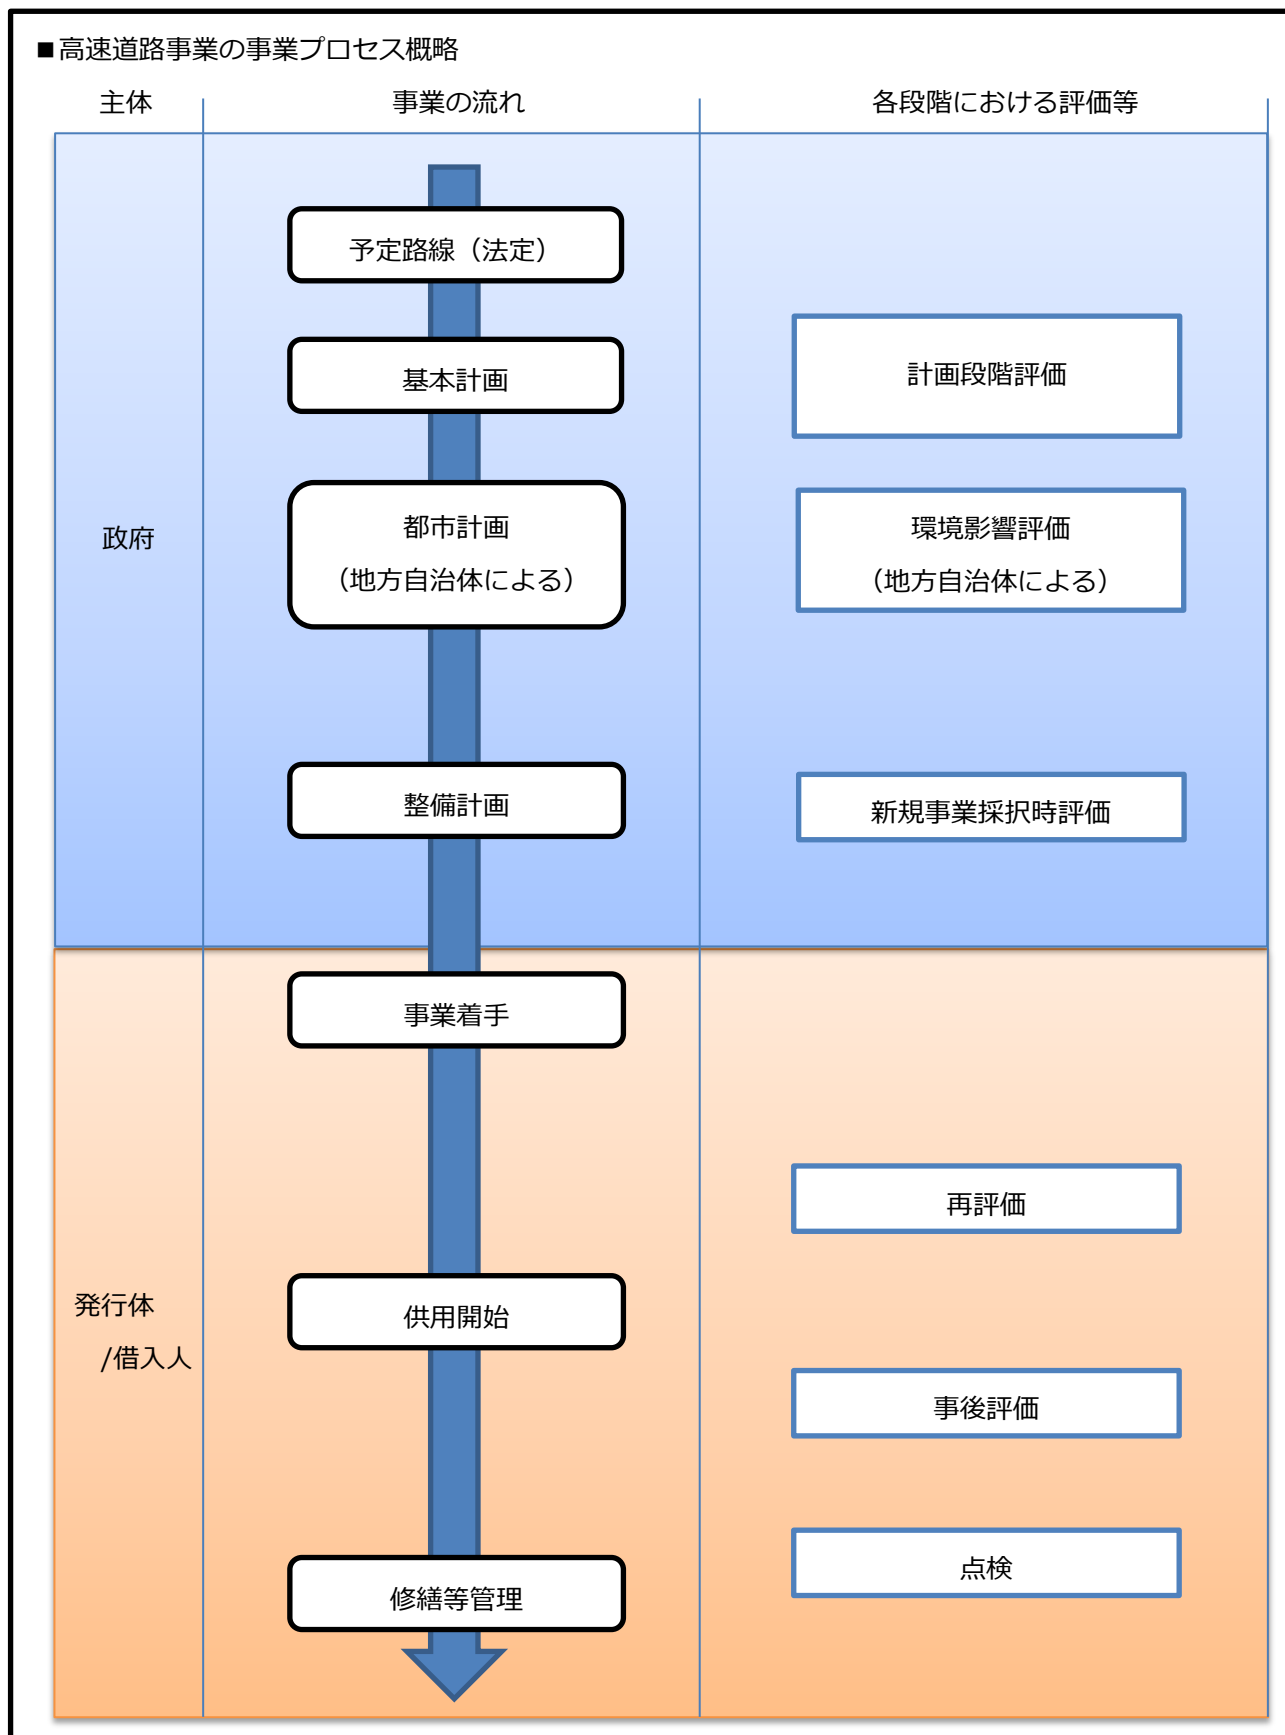 ■高速道路事業の事業プロセス概略
主体
事業の流れ
各段階における評価等
予定路線（法定）
基本計画
計画段階評価
政府
都市計画
（地方自治体による）
環境影響評価
（地方自治体による）
整備計画
新規事業採択時評価
事業着手
再評価
発行体
/借入人
供用開始
事後評価
点検
修繕等管理